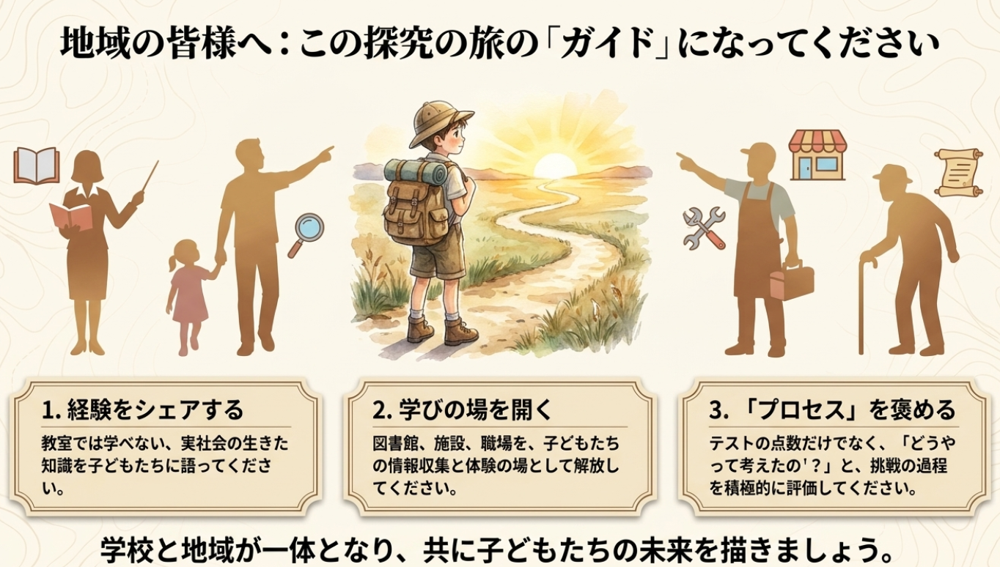 地域の皆様へ：この探究の旅の「ガイド」になってください
1. 経験をシェアする
教室では学べない、実社会の生きた
知識を子どもたちに語ってくださ
い。
2. 学びの場を開く
図書館、施設、職場を、子どもたち
の情報収集と体験の場として解放し
てください。
3. 「プロセス」を褒める
テストの点数だけでなく、「どうや
って考えたの'？」と、挑戦の過程
を積極的に評価してください。
学校と地域が一体となり、共に子どもたちの未来を描きましょう。